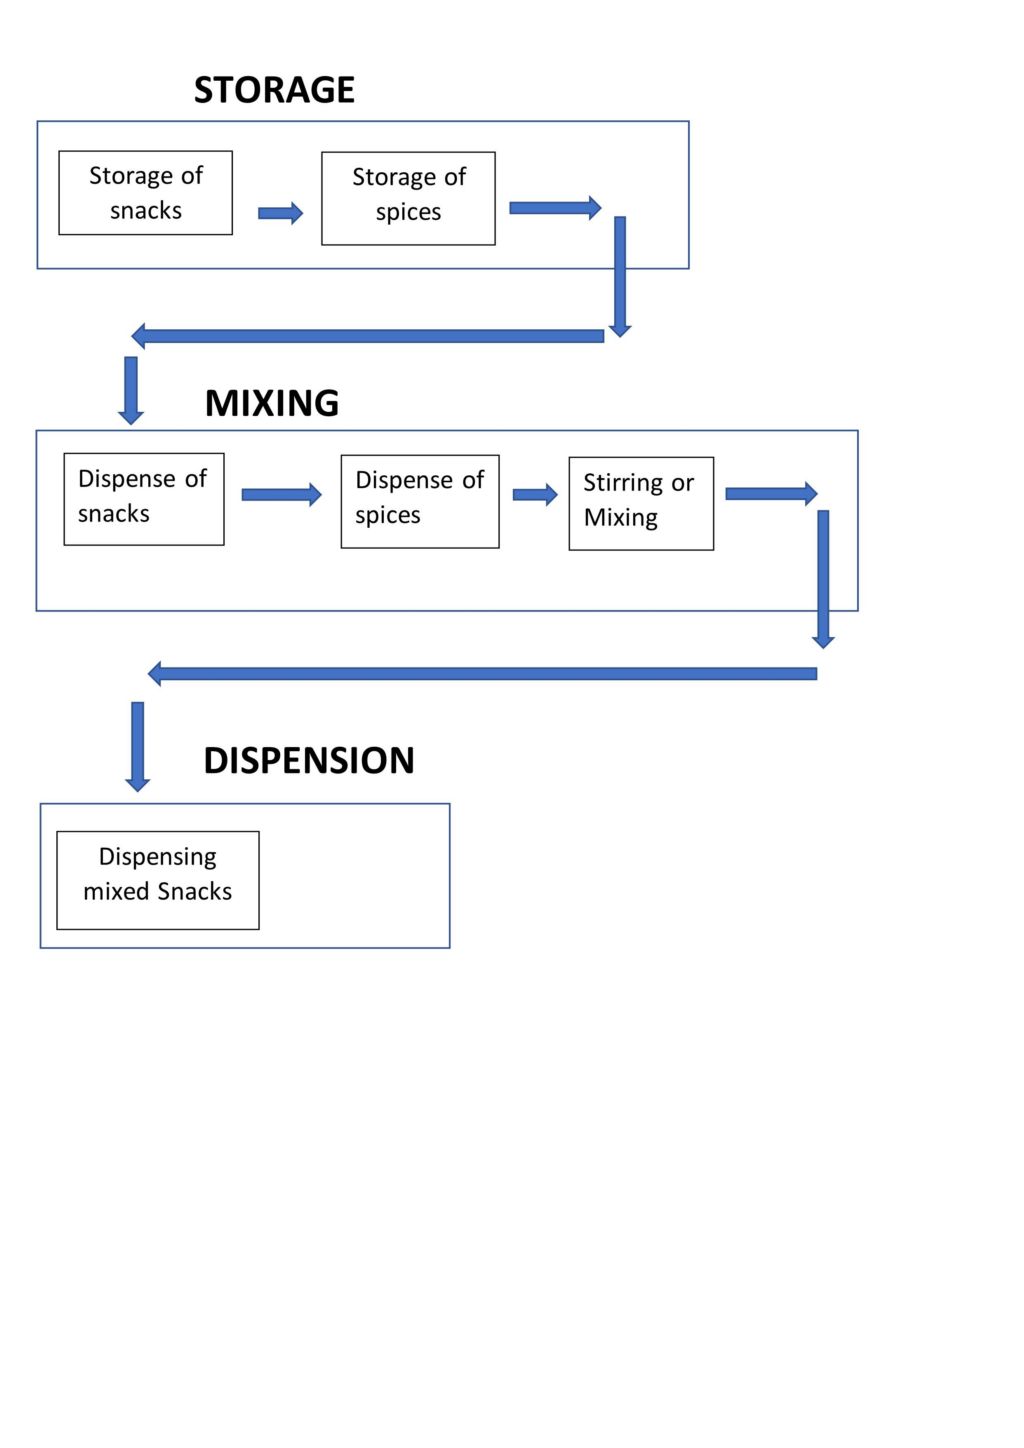 STORAGE
Storage of
snacks
Storage of
spices
MIXING
Dispense of
snacks
Dispense of
spices
Stirring or
Mixing
DISPENSION
Dispensing
mixed Snacks